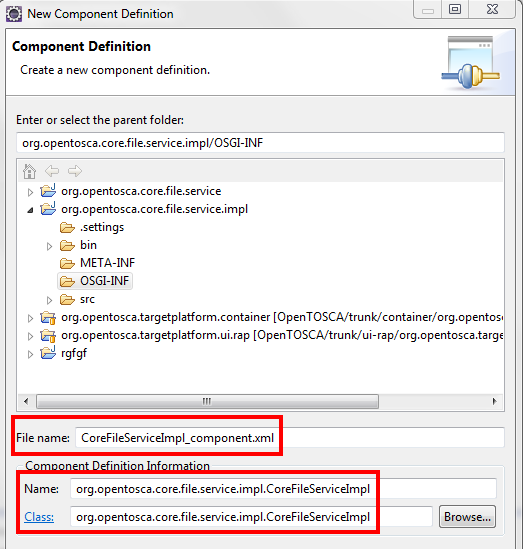 New Component Definition
Component Definition
Create a new component definition.
Enter or select the parent folder:
org.opentosca.core.file.service.impl/OSGI-INF
org.opentosca.core.file.service
org.opentosca.core.file.service.impl
.settings
bin
META-INF
OSGI-INF
src
org.opentosca.targetplatform.container [OpenTOSCA/trunk/container/org.opentosc
org.opentosca.targetplatform.ui.rap [OpenTOSCA/trunk/ui-rap/org.opentosca.targe
rgfgf
File name: CoreFileServiceImpl_component.xml
Component Definition Information
Name: org.opentosca.core.file.service.impl.CoreFileServiceImpl
Class: org.opentosca.core.file.service.impl.CoreFileServiceImpl Browse...